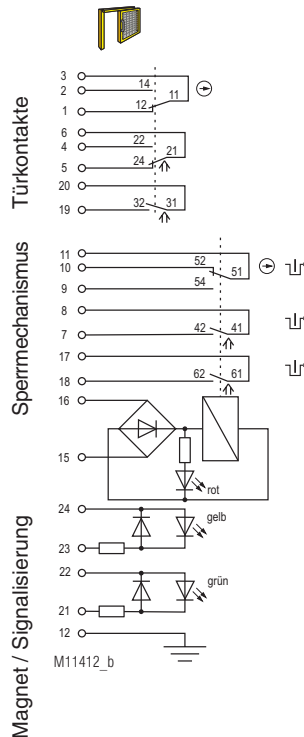 Türkontakte
3
2 14
11
1 12
6
4 22
21
5 24
20
19 32 31
Sperrmechanismus
11
10 52
51
9 54
8
7 42 41
17
18 62 61
Magnet / Signalisierung
16
15
rot
24
gelb
23
22
grün
21
12
M11412_b